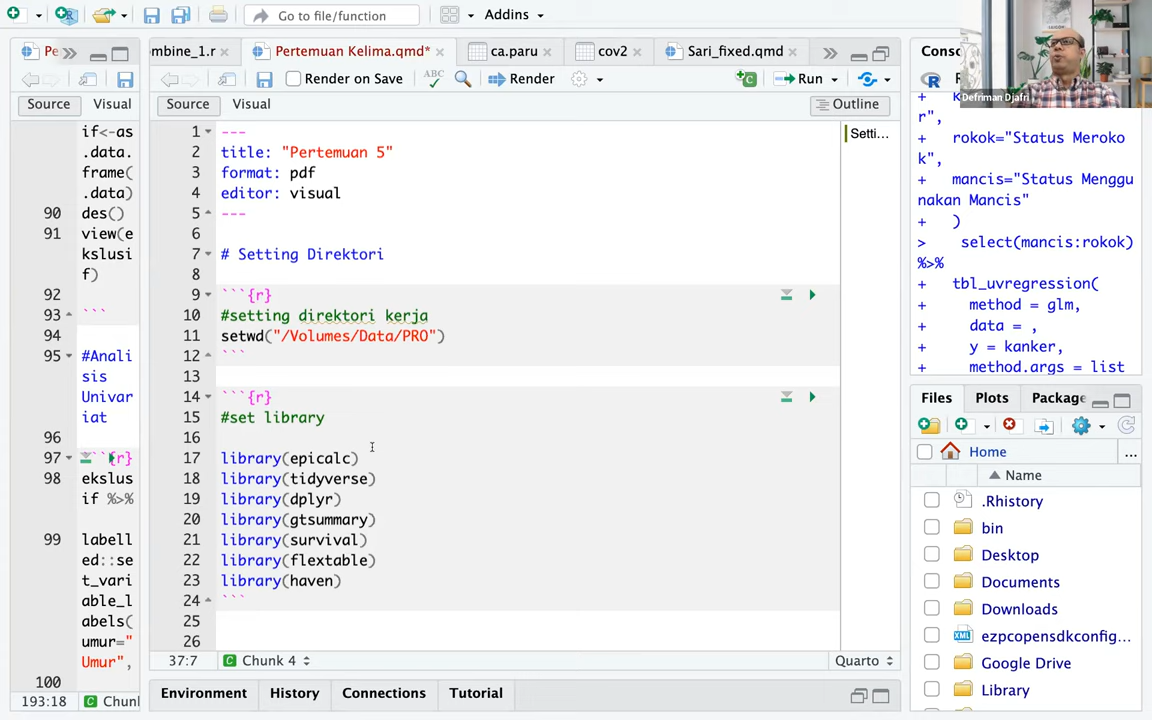 Go to file/function
Addins
Pe
ombine_1.r
Pertemuan Kelima.qmd*
ca.paru
cov2
Sari_fixed.qmd
Render on Save
ABC
Render
Run
Source
Visual
Source
Visual
Outline
if<-as
.data.
frame(
.data)
90 des()
91 view(e
kslusi
f)
92
93 ```
94
95 #Anali
sis
Univar
iat
96
97 ```{r}
98 ekslus
if %>%
99 labell
ed::se
t_vari
able_l
abels(
umur="
Umur",
100
193:18
Chunk
1 ---
2 title: "Pertemuan 5"
3 format: pdf
4 editor: visual
5 ---
6
7 # Setting Direktori
8
9 ```{r}
10 #setting direktori kerja
11 setwd("/Volumes/Data/PRO")
12 ```
13
14 ```{r}
15 #set library
16
17 library(epicalc)
18 library(tidyverse)
19 library(dplyr)
20 library(gtsummary)
21 library(survival)
22 library(flextable)
23 library(haven)
24 ```
25
26
Setti...
37:7
Chunk 4
Quarto
Environment
History
Connections
Tutorial
Conso
Defriman Djafri
r",
+ rokok="Status Meroko
k",
+ mancis="Status Menggu
nakan Mancis"
+ )
> select(mancis:rokok)
%>%
+ tbl_uvregression(
+ method = glm,
+ data = ,
+ y = kanker,
+ method.args = list
Files
Plots
Package
Home
...
Name
.Rhistory
bin
Desktop
Documents
Downloads
ezpcopensdkconfig...
Google Drive
Library